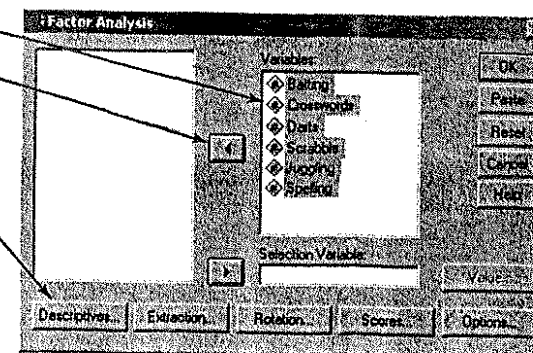 Factor Analysis
Variables:
Batting
Crosswords
Darts
Scrabble
Juggling
Spelling
OK
Paste
Reset
Cancel
Help
Selection Variable:
Value...
Descriptives...
Extraction...
Rotation...
Scores...
Options...